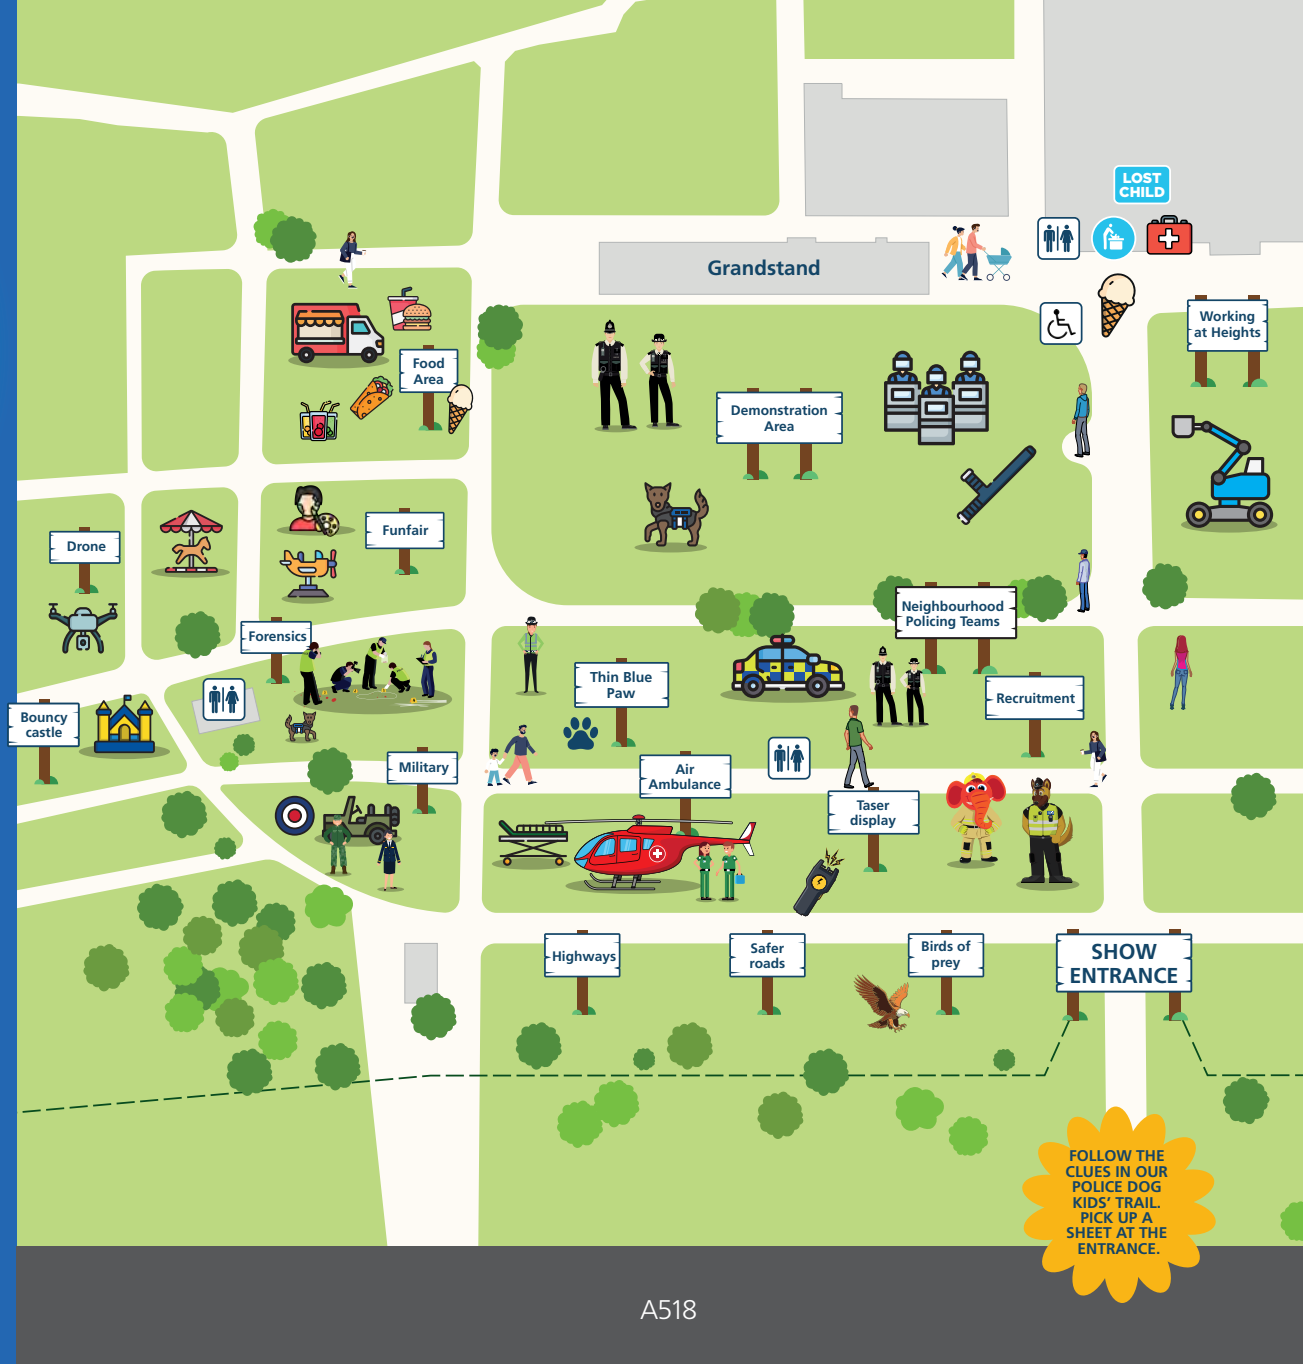 LOST
CHILD
Grandstand
Working
at Heights
Food
Area
Demonstration
Area
Funfair
Drone
Neighbourhood
Policing Teams
Forensics
Thin Blue
Paw
Recruitment
Bouncy
castle
Military
Air
Ambulance
Taser
display
Highways
Safer
roads
Birds of
prey
SHOW
ENTRANCE
FOLLOW THE
CLUES IN OUR
POLICE DOG
KIDS’ TRAIL.
PICK UP A
SHEET AT THE
ENTRANCE.
A518